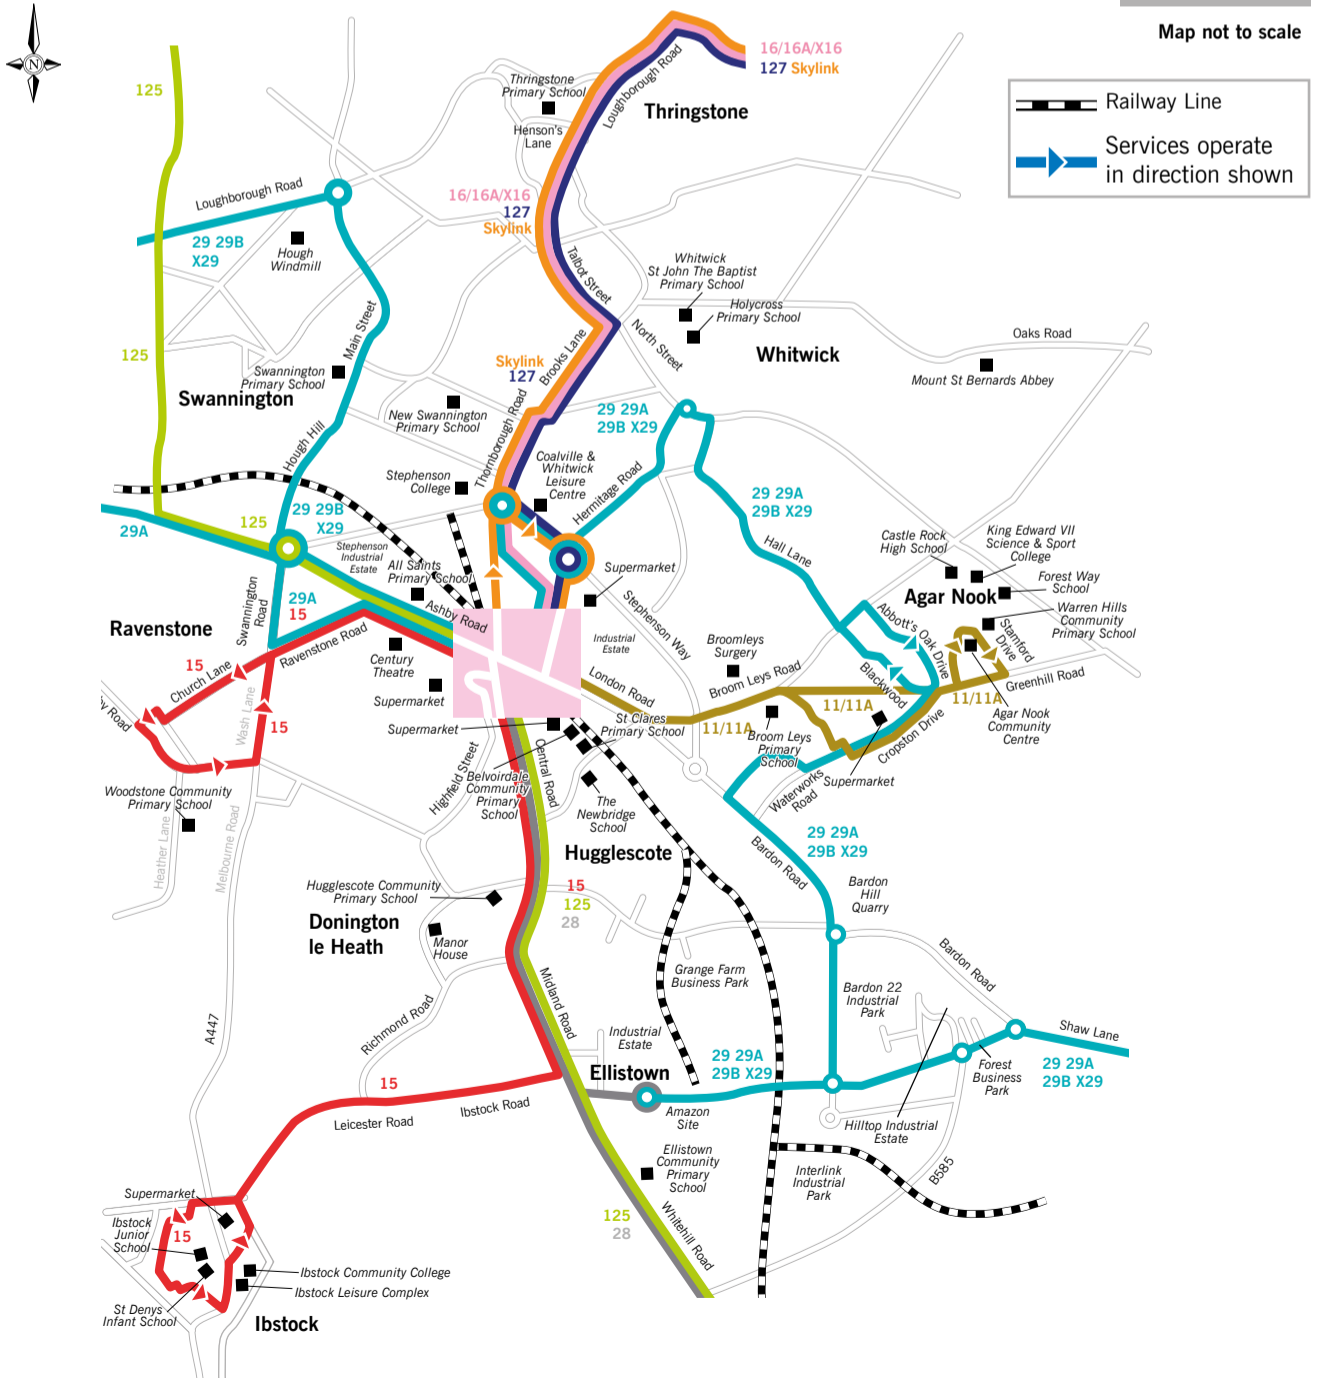 Map not to scale
N
Railway Line
Services operate
in direction shown
16/16A/X16
127 Skylink
125
Thringstone
Primary School
Loughborough Road
Thringstone
Henson's
Lane
Loughborough Road
16/16A/X16
127
Skylink
29 29B
X29
Hough
Windmill
Talbot Street
Whitwick
St John The Baptist
Primary School
Holycross
Primary School
North Street
Whitwick
Oaks Road
Mount St Bernards Abbey
125
Main Street
Swannington
Primary School
Swannington
Skylink
127
Brooks Lane
New Swannington
Primary School
Thornborough Road
29 29A
29B X29
Hough Hill
Stephenson
College
Coalville &
Whitwick
Leisure
Centre
Hermitage Road
29 29A
29B X29
Hall Lane
29A
125
29 29B
X29
Stephenson
Industrial
Estate
All Saints
Primary School
Ashby Road
Supermarket
Stephenson Way
Castle Rock
High School
King Edward VII
Science & Sport
College
Forest Way
School
Agar Nook
Warren Hills
Community
Primary School
Abbott's Oak Drive
Stamford
Drive
Swannington
Road
29A
15
Ravenstone
Ravenstone Road
Century
Theatre
Supermarket
Industrial
Estate
Broomleys
Surgery
Broom Leys Road
London Road
Blackwood
Greenhill Road
11/11A
11/11A
11/11A
15
Church Lane
by Road
Wash Lane
15
Supermarket
St Clares
Primary School
Broom Leys
Primary
School
Cropston Drive
Supermarket
Waterworks
Road
Agar Nook
Community
Centre
Highfield Street
Central Road
Belvoirdale
Community
Primary
School
The
Newbridge
School
Woodstone Community
Primary School
Heather Lane
Melbourne Road
Hugglescote
29 29A
29B X29
Bardon Road
Bardon
Hill
Quarry
Hugglescote Community
Primary School
15
125
28
Donington
le Heath
Manor
House
Midland Road
Grange Farm
Business Park
Bardon Road
Bardon 22
Industrial
Park
A447
Richmond Road
Industrial
Estate
Ellistown
29 29A
29B X29
Shaw Lane
Forest
Business
Park
29 29A
29B X29
15
Leicester Road
Ibstock Road
Amazon
Site
Hilltop Industrial
Estate
Ellistown
Community
Primary
School
Interlink
Industrial
Park
B585
Supermarket
Ibstock
Junior
School
15
125
28
Whitehill Road
Ibstock Community College
Ibstock Leisure Complex
St Denys
Infant School
Ibstock